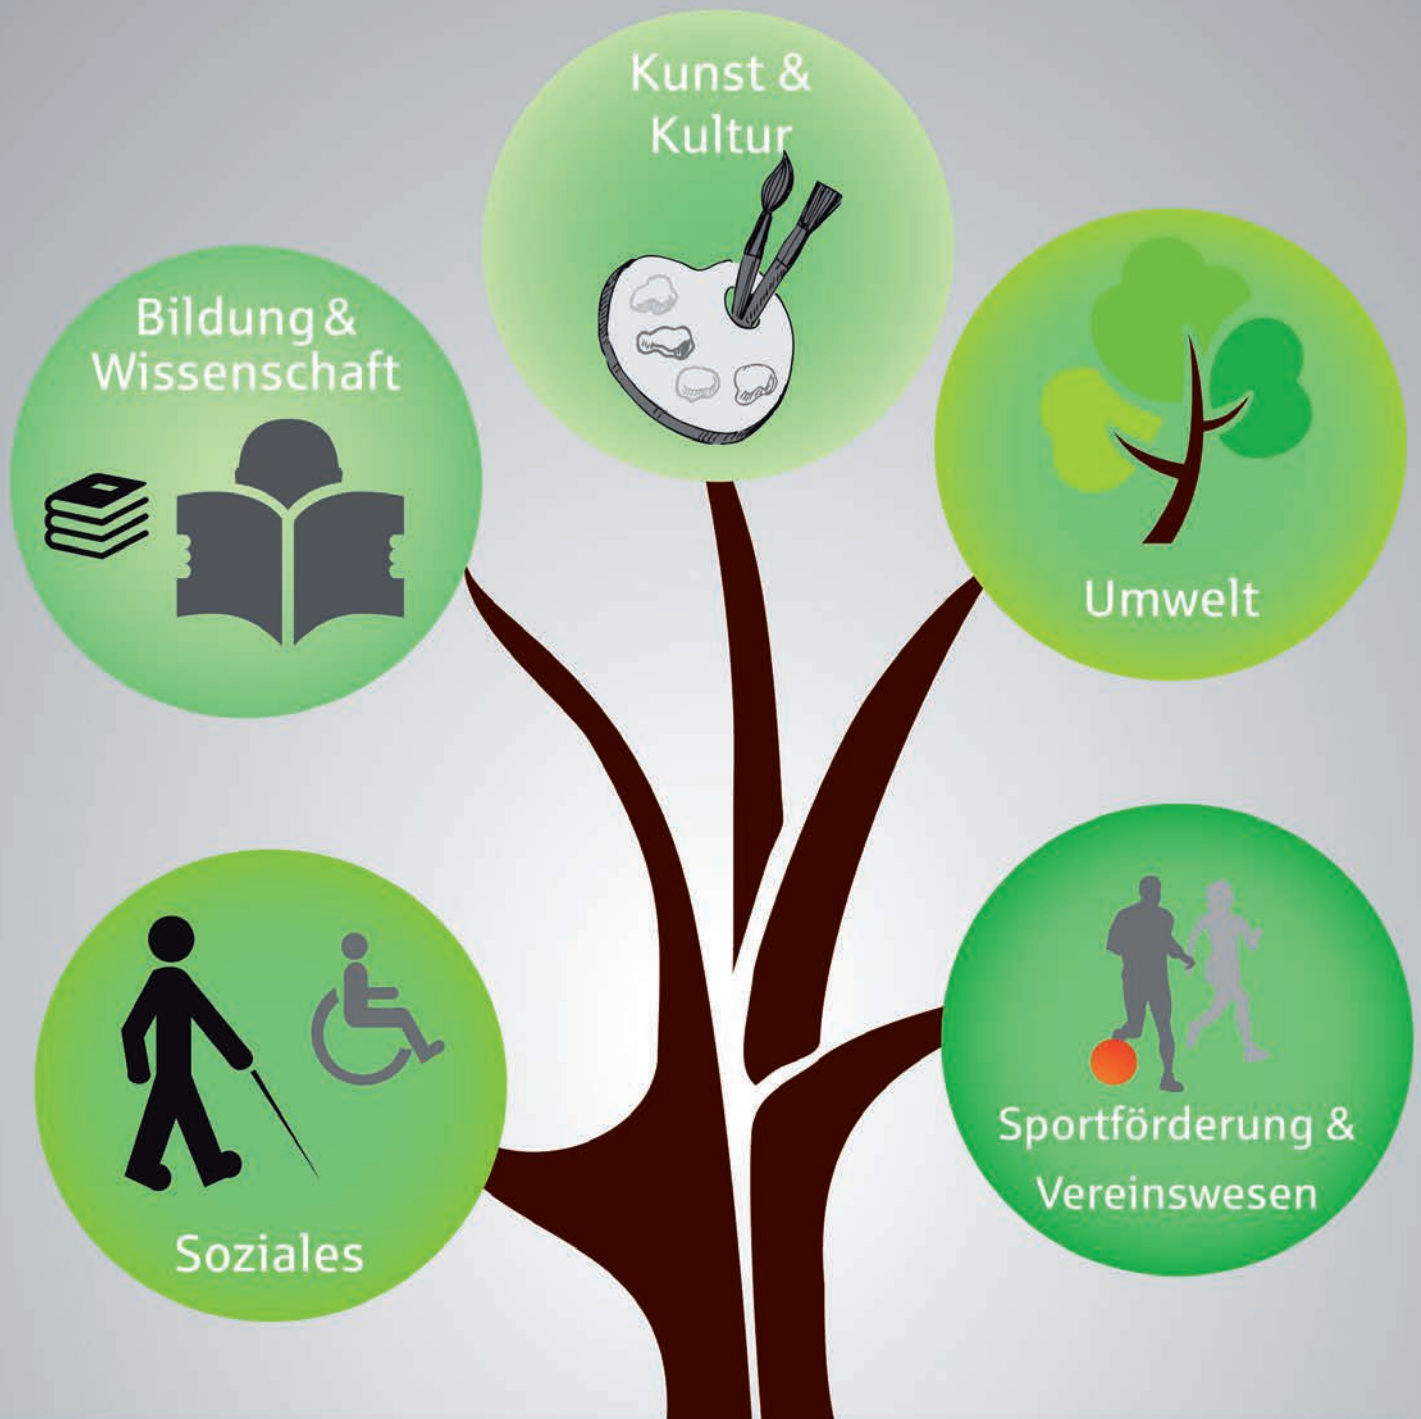 Kunst &
Kultur
Bildung &
Wissenschaft
Umwelt
Sportförderung &
Vereinswesen
Soziales